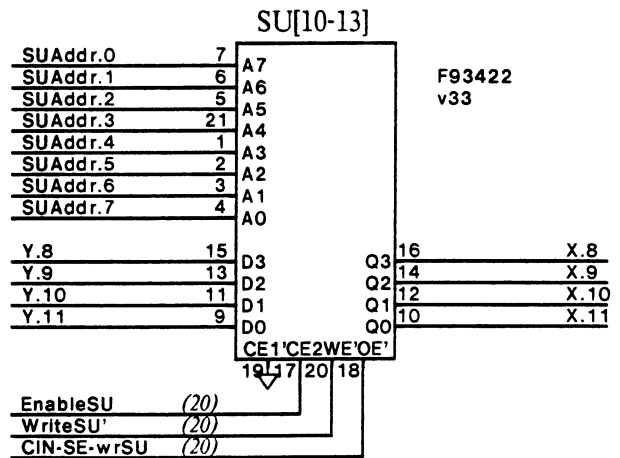 SU[10-13]
SUAddr.0 7 A7
SUAddr.1 6 A6
SUAddr.2 5 A5
SUAddr.3 21 A4
SUAddr.4 1 A3
SUAddr.5 2 A2
SUAddr.6 3 A1
SUAddr.7 4 A0
F93422
v33
Y.8 15 D3 Q3 16 X.8
Y.9 13 D2 Q2 14 X.9
Y.10 11 D1 Q1 12 X.10
Y.11 9 D0 Q0 10 X.11
CE1'CE2WE'OE'
19 17 20 18
EnableSU (20)
WriteSU' (20)
CIN-SE-wrSU (20)